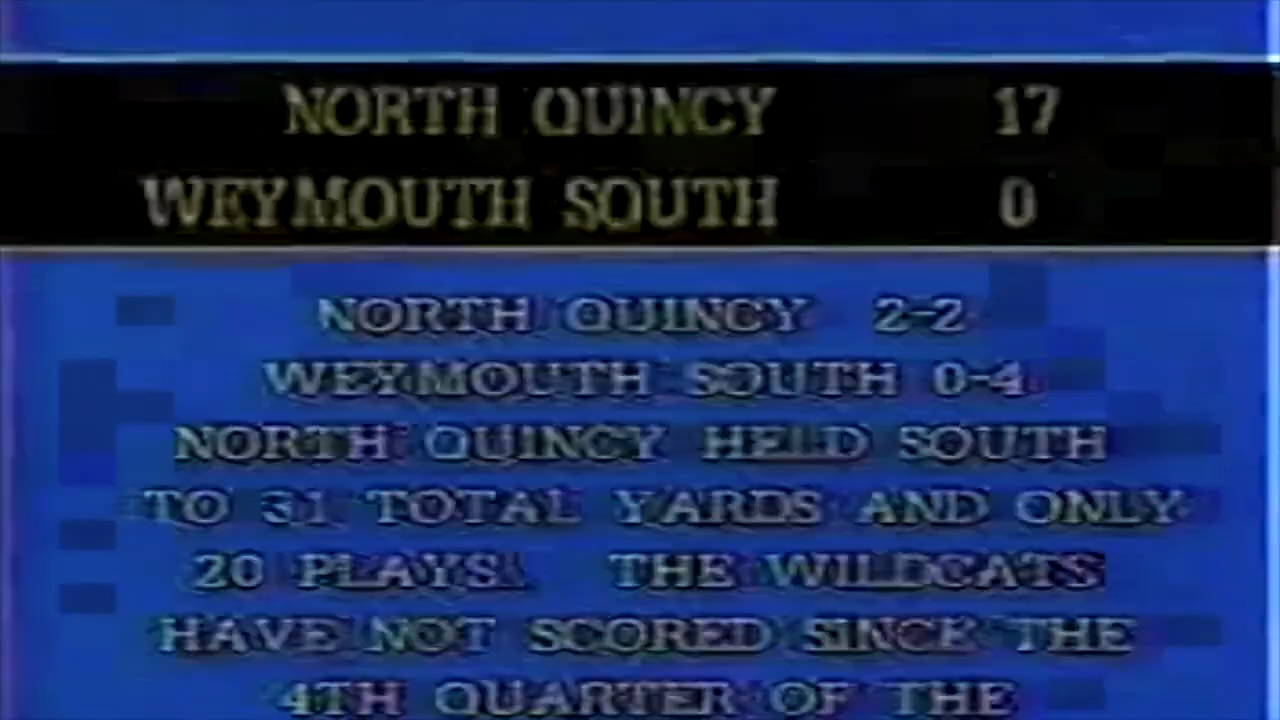 NORTH QUINCY 17
WEYMOUTH SOUTH 0
NORTH QUINCY 2-2
WEYMOUTH SOUTH 0-4
NORTH QUINCY HELD SOUTH
TO 31 TOTAL YARDS AND ONLY
20 PLAYS. THE WILDCATS
HAVE NOT SCORED SINCE THE
4TH QUARTER OF THE